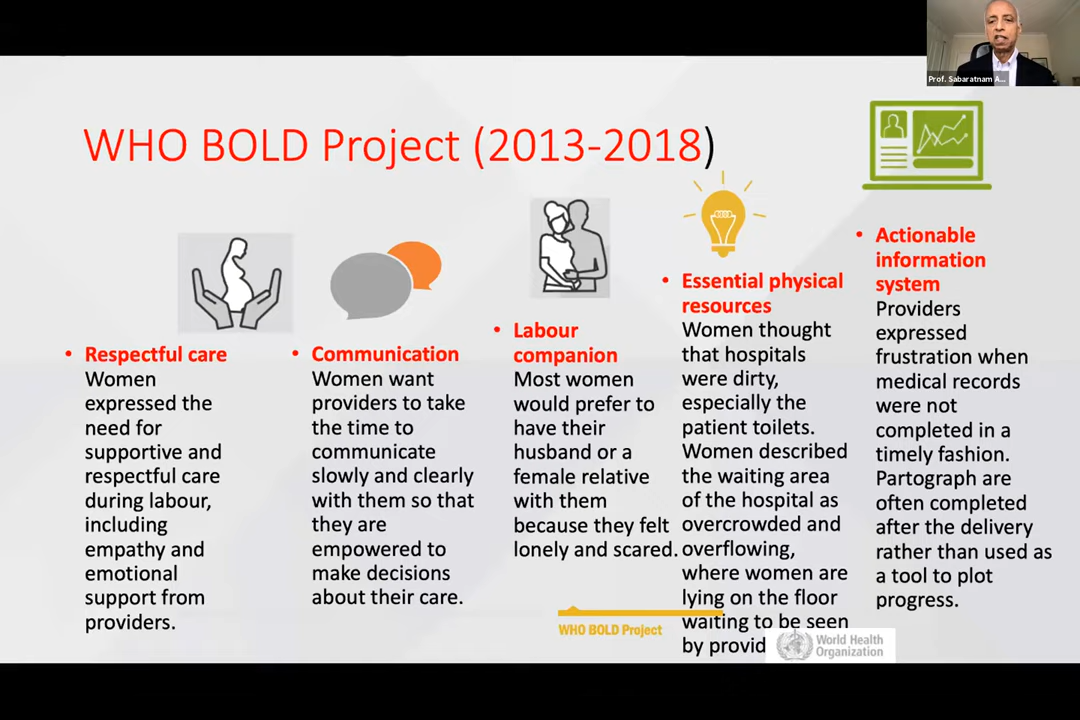 Prof. Sabaratnam A...
WHO BOLD Project (2013-2018)
• Respectful care
Women
expressed the
need for
supportive and
respectful care
during labour,
including
empathy and
emotional
support from
providers.
• Communication
Women want
providers to take
the time to
communicate
slowly and clearly
with them so that
they are
empowered to
make decisions
about their care.
• Labour
companion
Most women
would prefer to
have their
husband or a
female relative
with them
because they felt
lonely and scared.
• Essential physical
resources
Women thought
that hospitals
were dirty,
especially the
patient toilets.
Women described
the waiting area
of the hospital as
overcrowded and
overflowing,
where women are
lying on the floor
waiting to be seen
by provid
• Actionable
information
system
Providers
expressed
frustration when
medical records
were not
completed in a
timely fashion.
Partograph are
often completed
after the delivery
rather than used as
a tool to plot
progress.
WHO BOLD Project
World Health
Organization